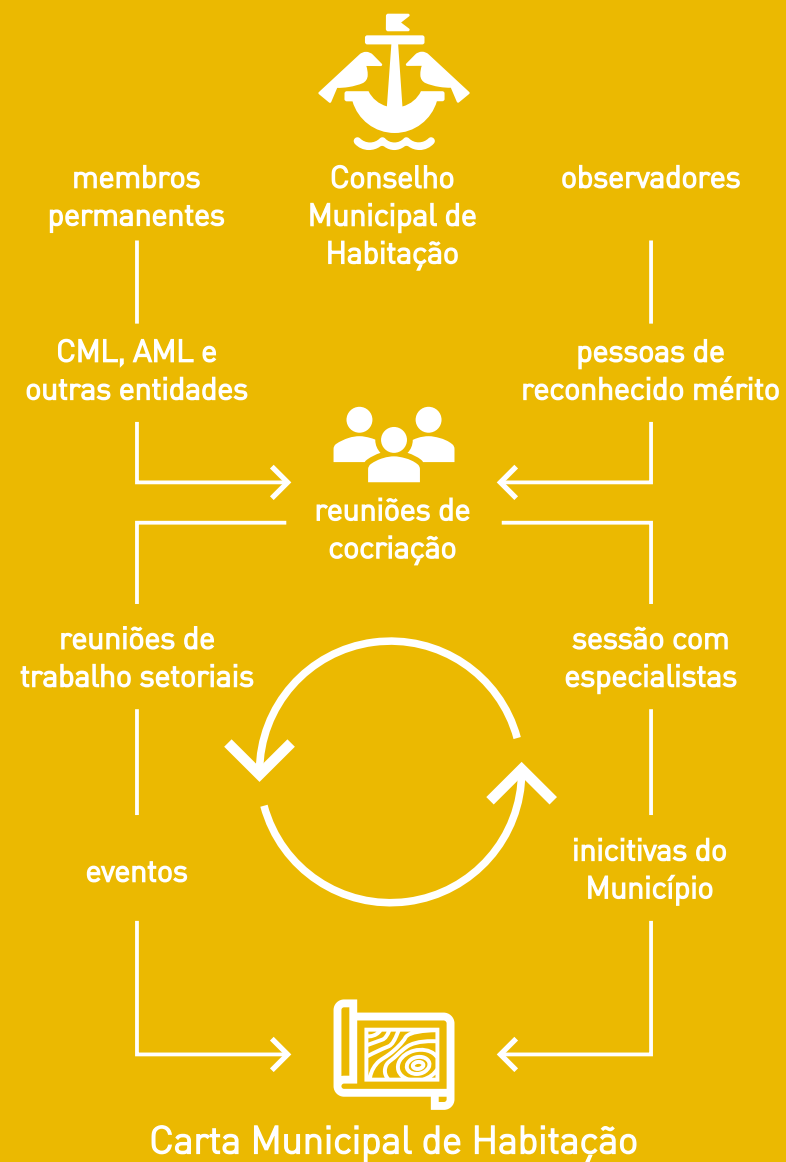 membros
permanentes
Conselho
Municipal de
Habitação
observadores
CML, AML e
outras entidades
pessoas de
reconhecido mérito
reuniões de
cocriação
reuniões de
trabalho setoriais
sessão com
especialistas
eventos
inicitivas do
Município
Carta Municipal de Habitação